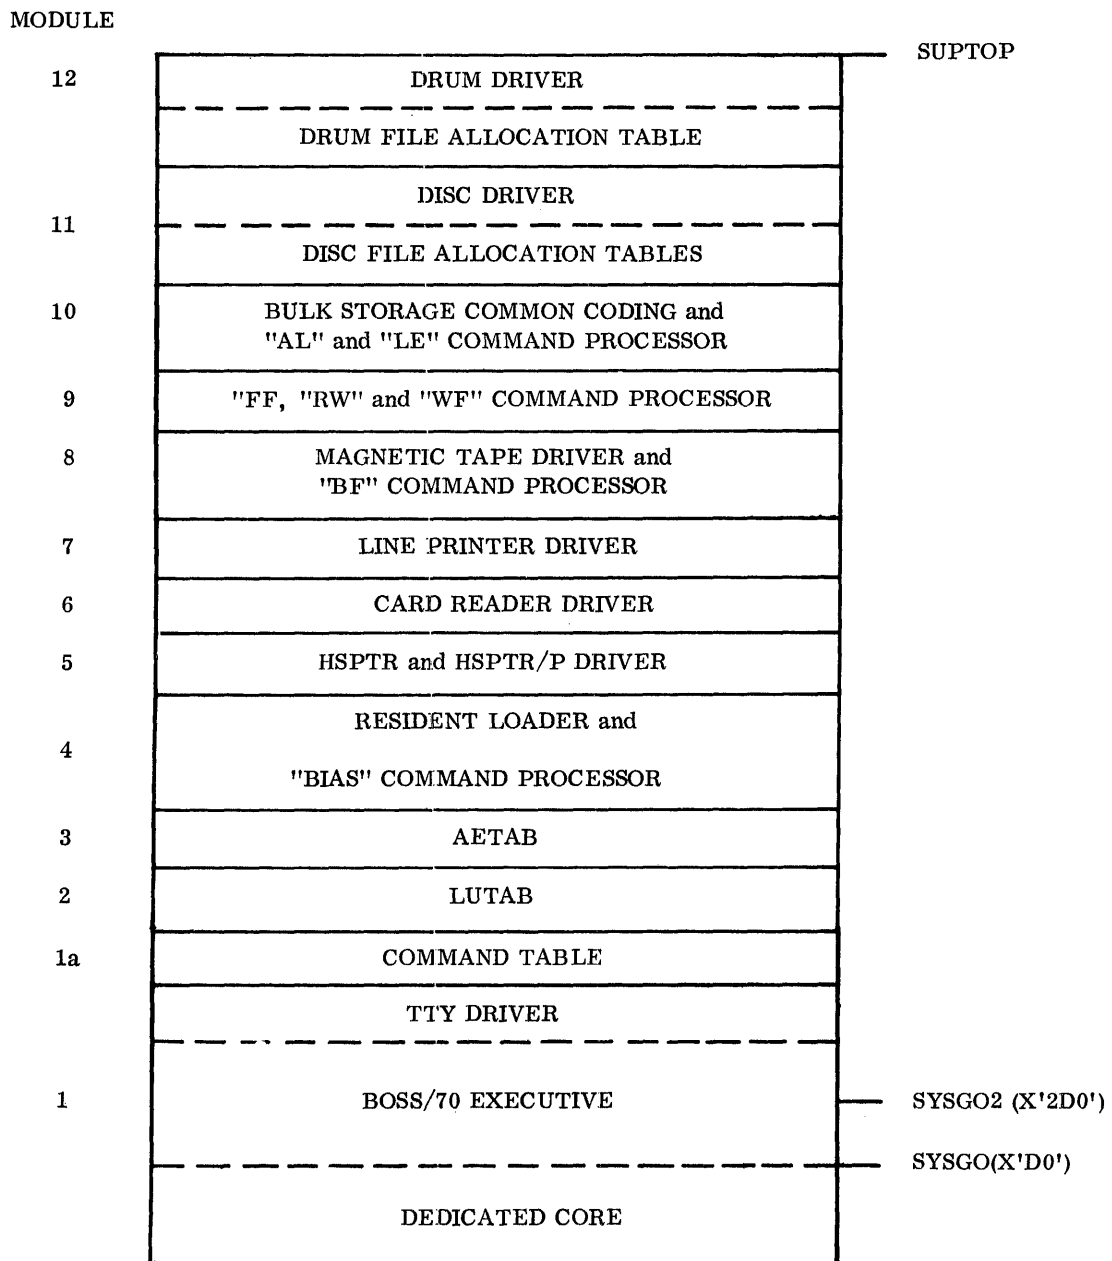 MODULE
SUPTOP
12 DRUM DRIVER
DRUM FILE ALLOCATION TABLE
DISC DRIVER
11
DISC FILE ALLOCATION TABLES
10 BULK STORAGE COMMON CODING and
"AL" and "LE" COMMAND PROCESSOR
9 "FF, "RW" and "WF" COMMAND PROCESSOR
8 MAGNETIC TAPE DRIVER and
"BF" COMMAND PROCESSOR
7 LINE PRINTER DRIVER
6 CARD READER DRIVER
5 HSPTR and HSPTR/P DRIVER
RESIDENT LOADER and
4
"BIAS" COMMAND PROCESSOR
3 AETAB
2 LUTAB
1a COMMAND TABLE
TTY DRIVER
1 BOSS/70 EXECUTIVE SYSGO2 (X'2D0')
SYSGO(X'D0')
DEDICATED CORE